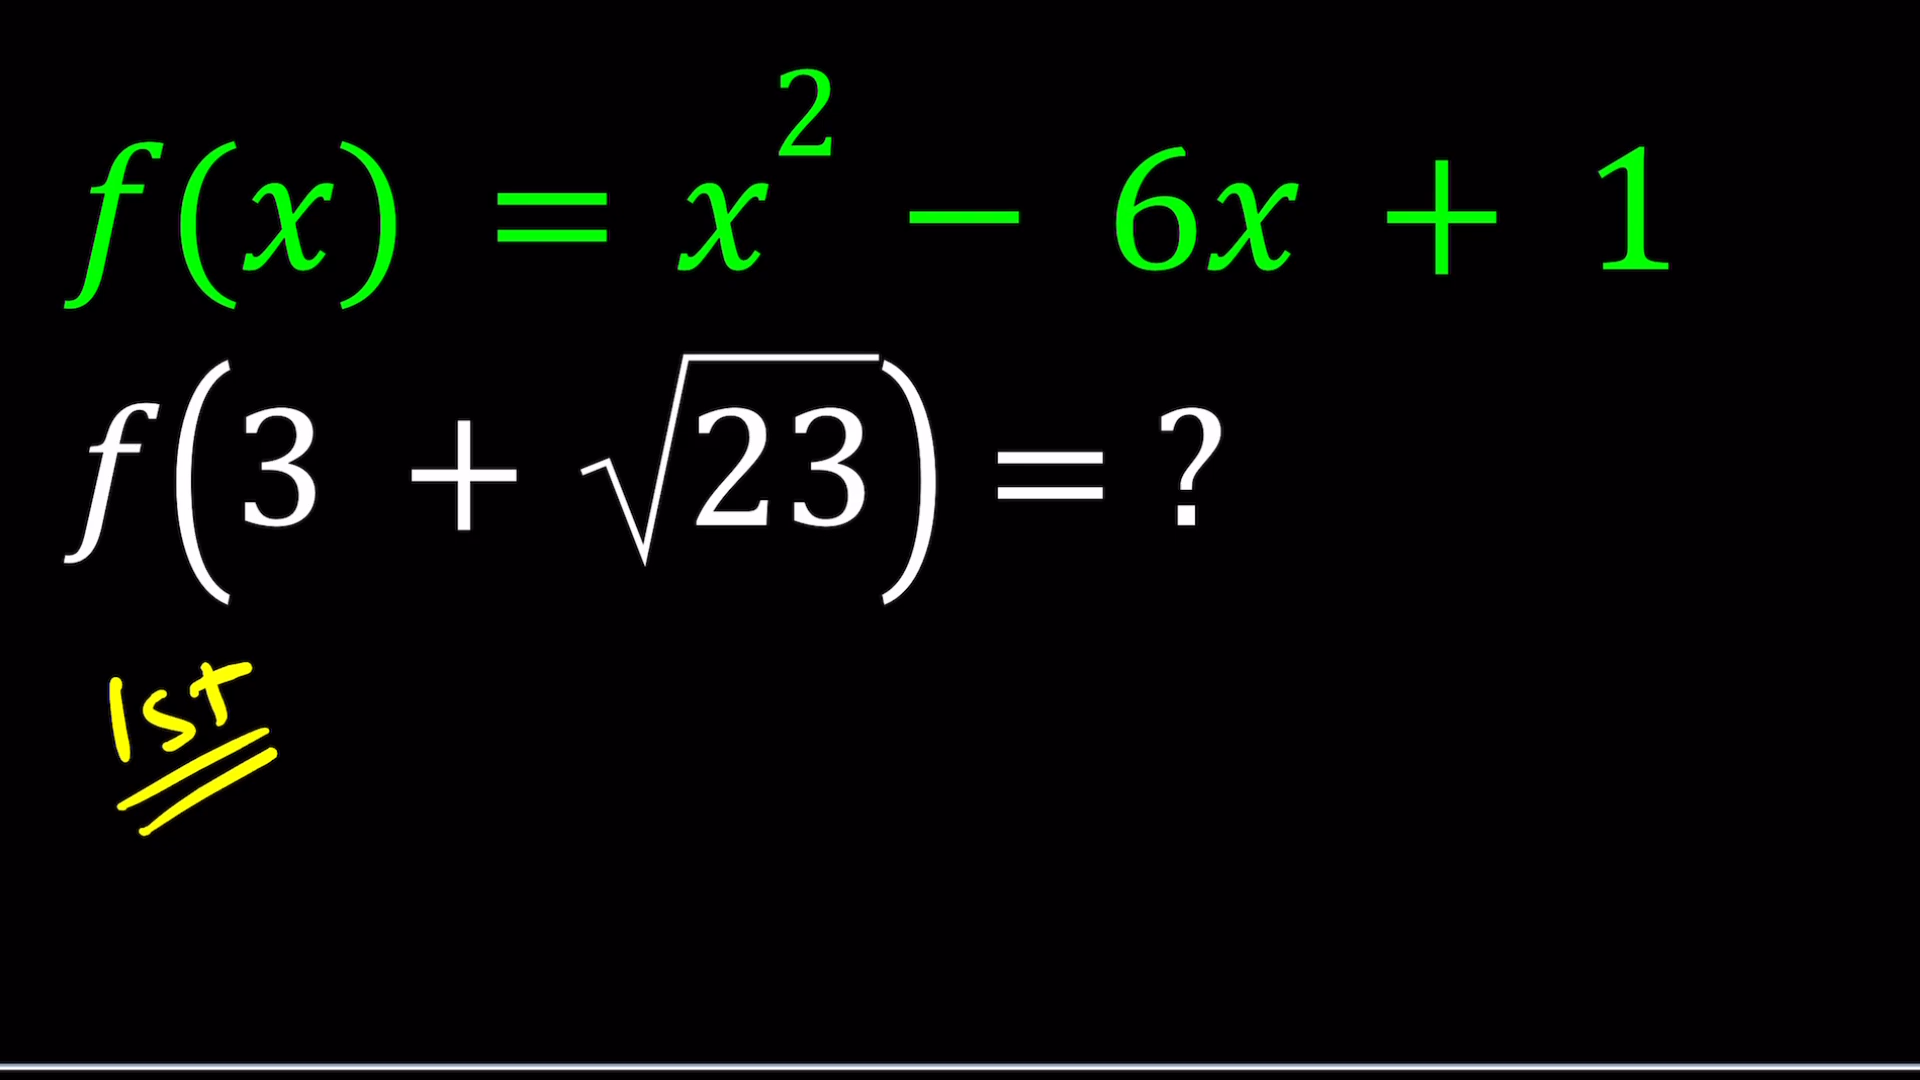 f(x) = x² − 6x + 1
f(3 + √23) = ?
1st